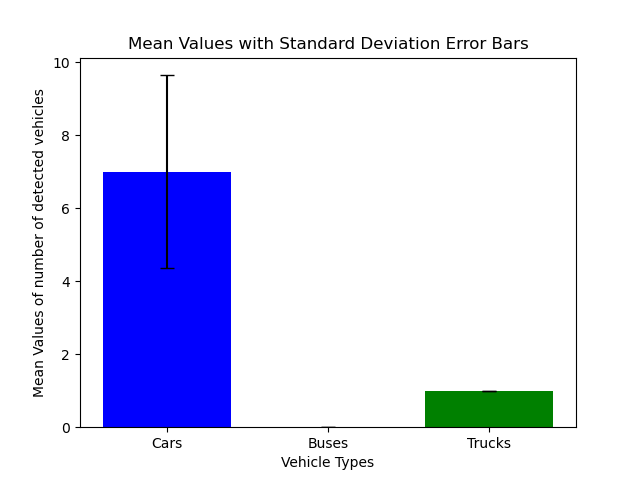 Mean Values with Standard Deviation Error Bars
Mean Values of number of detected vehicles
10
8
6
4
2
0
Cars Buses Trucks
Vehicle Types